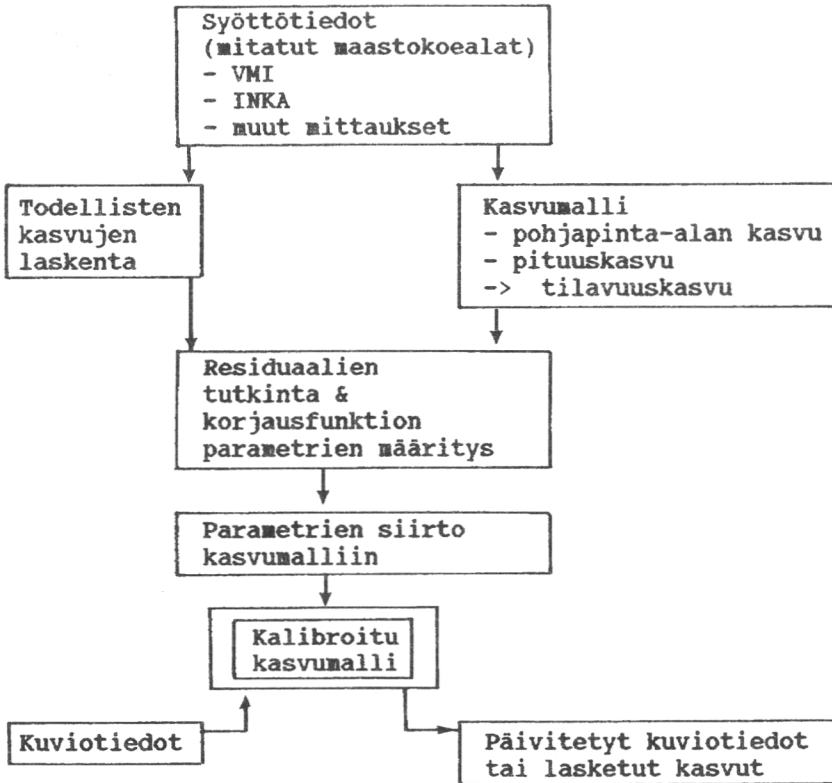 Syöttötiedot
(mitatut maastokoealat)
- VMI
- INKA
- muut mittaukset
Todellisten
kasvujen
laskenta
Kasvumalli
- pohjapinta-alan kasvu
- pituuskasvu
-> tilavuuskasvu
Residuaalien
tutkinta &
korjausfunktion
parametrien määritys
Parametrien siirto
kasvumalliin
Kalibroitu
kasvumalli
Kuviotiedot
Päivitetyt kuviotiedot
tai lasketut kasvut